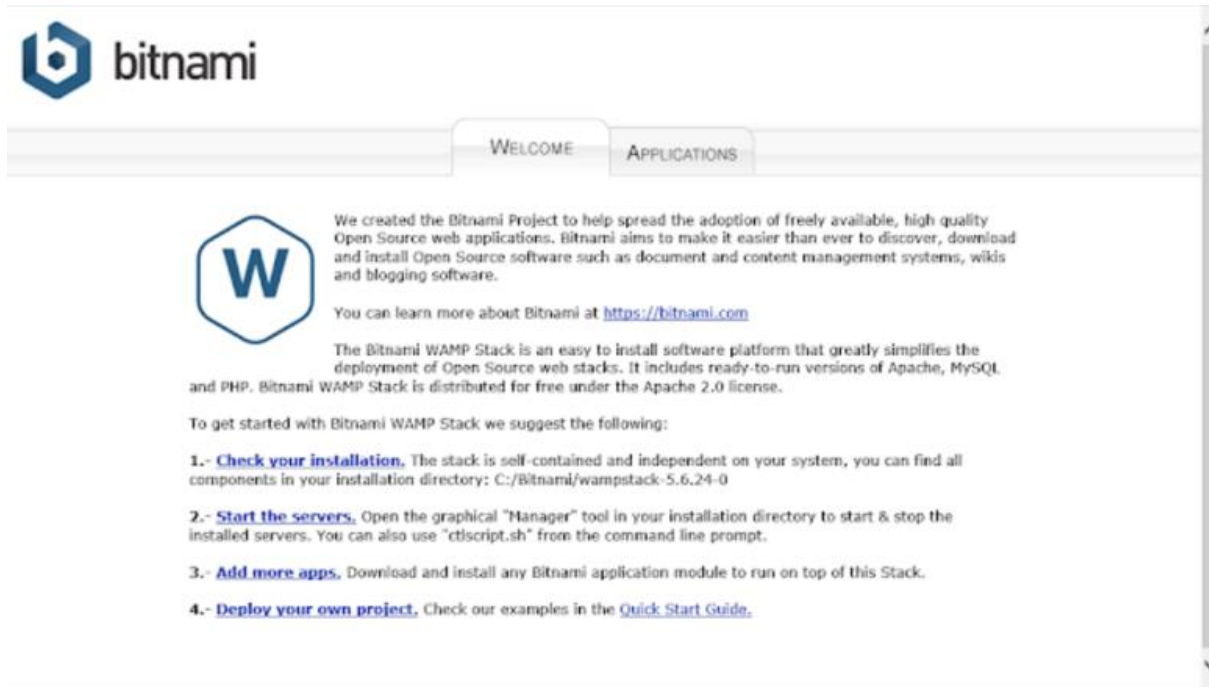 bitnami
WELCOME
APPLICATIONS
W
We created the Bitnami Project to help spread the adoption of freely available, high quality
Open Source web applications. Bitnami aims to make it easier than ever to discover, download
and install Open Source software such as document and content management systems, wikis
and blogging software.
You can learn more about Bitnami at https://bitnami.com
The Bitnami WAMP Stack is an easy to install software platform that greatly simplifies the
deployment of Open Source web stacks. It includes ready-to-run versions of Apache, MySQL
and PHP. Bitnami WAMP Stack is distributed for free under the Apache 2.0 license.
To get started with Bitnami WAMP Stack we suggest the following:
1.- Check your installation. The stack is self-contained and independent on your system, you can find all
components in your installation directory: C:/Bitnami/wampstack-5.6.24-0
2.- Start the servers. Open the graphical "Manager" tool in your installation directory to start & stop the
installed servers. You can also use "ctlscript.sh" from the command line prompt.
3.- Add more apps. Download and install any Bitnami application module to run on top of this Stack.
4.- Deploy your own project. Check our examples in the Quick Start Guide.